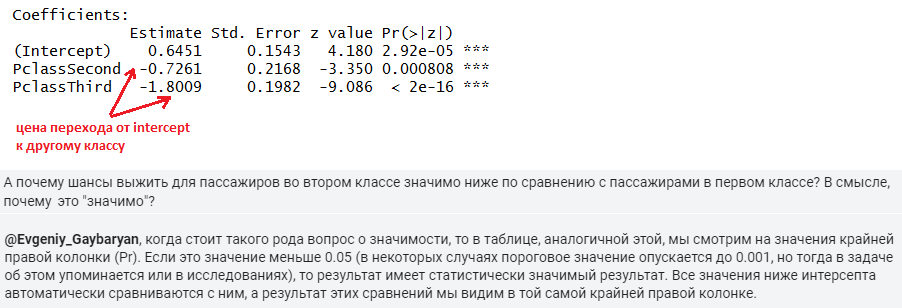 Coefficients:
Estimate Std. Error z value Pr(>|z|)
(Intercept) 0.6451 0.1543 4.180 2.92e-05 ***
PclassSecond -0.7261 0.2168 -3.350 0.000808 ***
PclassThird -1.8009 0.1982 -9.086 < 2e-16 ***
цена перехода от intercept
к другому классу
А почему шансы выжить для пассажиров во втором классе значимо ниже по сравнению с пассажирами в первом классе? В смысле,
почему это "значимо"?
@Evgeniy_Gaybaryan, когда стоит такого рода вопрос о значимости, то в таблице, аналогичной этой, мы смотрим на значения крайней
правой колонки (Pr). Если это значение меньше 0.05 (в некоторых случаях пороговое значение опускается до 0.001, но тогда в задаче
об этом упоминается или в исследованиях), то результат имеет статистически значимый результат. Все значения ниже интерсепта
автоматически сравниваются с ним, а результат этих сравнений мы видим в той самой крайней правой колонке.